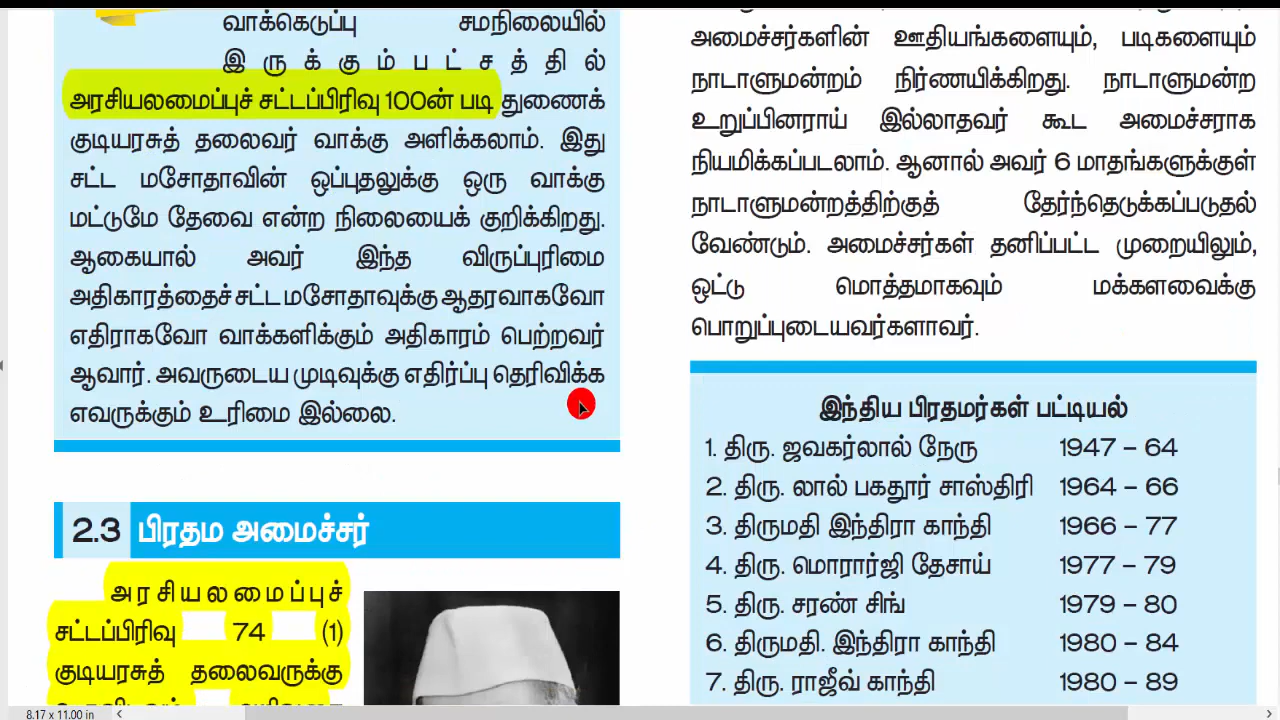 வாக்கெடுப்பு சமநிலையில்
இருக்கும்பட்சத்தில்
அரசியலமைப்புச் சட்டப்பிரிவு 100ன் படி துணைக்
குடியரசுத் தலைவர் வாக்கு அளிக்கலாம். இது
சட்ட மசோதாவின் ஒப்புதலுக்கு ஒரு வாக்கு
மட்டுமே தேவை என்ற நிலையைக் குறிக்கிறது.
ஆகையால் அவர் இந்த விருப்புரிமை
அதிகாரத்தைச் சட்ட மசோதாவுக்கு ஆதரவாகவோ
எதிராகவோ வாக்களிக்கும் அதிகாரம் பெற்றவர்
ஆவார். அவருடைய முடிவுக்கு எதிர்ப்பு தெரிவிக்க
எவருக்கும் உரிமை இல்லை.
2.3 பிரதம அமைச்சர்
அரசியலமைப்புச்
சட்டப்பிரிவு 74 (1)
குடியரசுத் தலைவருக்கு
அமைச்சர்களின் ஊதியங்களையும், படிகளையும்
நாடாளுமன்றம் நிர்ணயிக்கிறது. நாடாளுமன்ற
உறுப்பினராய் இல்லாதவர் கூட அமைச்சராக
நியமிக்கப்படலாம். ஆனால் அவர் 6 மாதங்களுக்குள்
நாடாளுமன்றத்திற்குத் தேர்ந்தெடுக்கப்படுதல்
வேண்டும். அமைச்சர்கள் தனிப்பட்ட முறையிலும்,
ஒட்டு மொத்தமாகவும் மக்களவைக்கு
பொறுப்புடையவர்களாவர்.
இந்திய பிரதமர்கள் பட்டியல்
1. திரு. ஜவகர்லால் நேரு 1947 – 64
2. திரு. லால் பகதூர் சாஸ்திரி 1964 – 66
3. திருமதி இந்திரா காந்தி 1966 – 77
4. திரு. மொரார்ஜி தேசாய் 1977 – 79
5. திரு. சரண் சிங் 1979 – 80
6. திருமதி. இந்திரா காந்தி 1980 – 84
7. திரு. ராஜீவ் காந்தி 1980 – 89
8.17 x 11.00 in